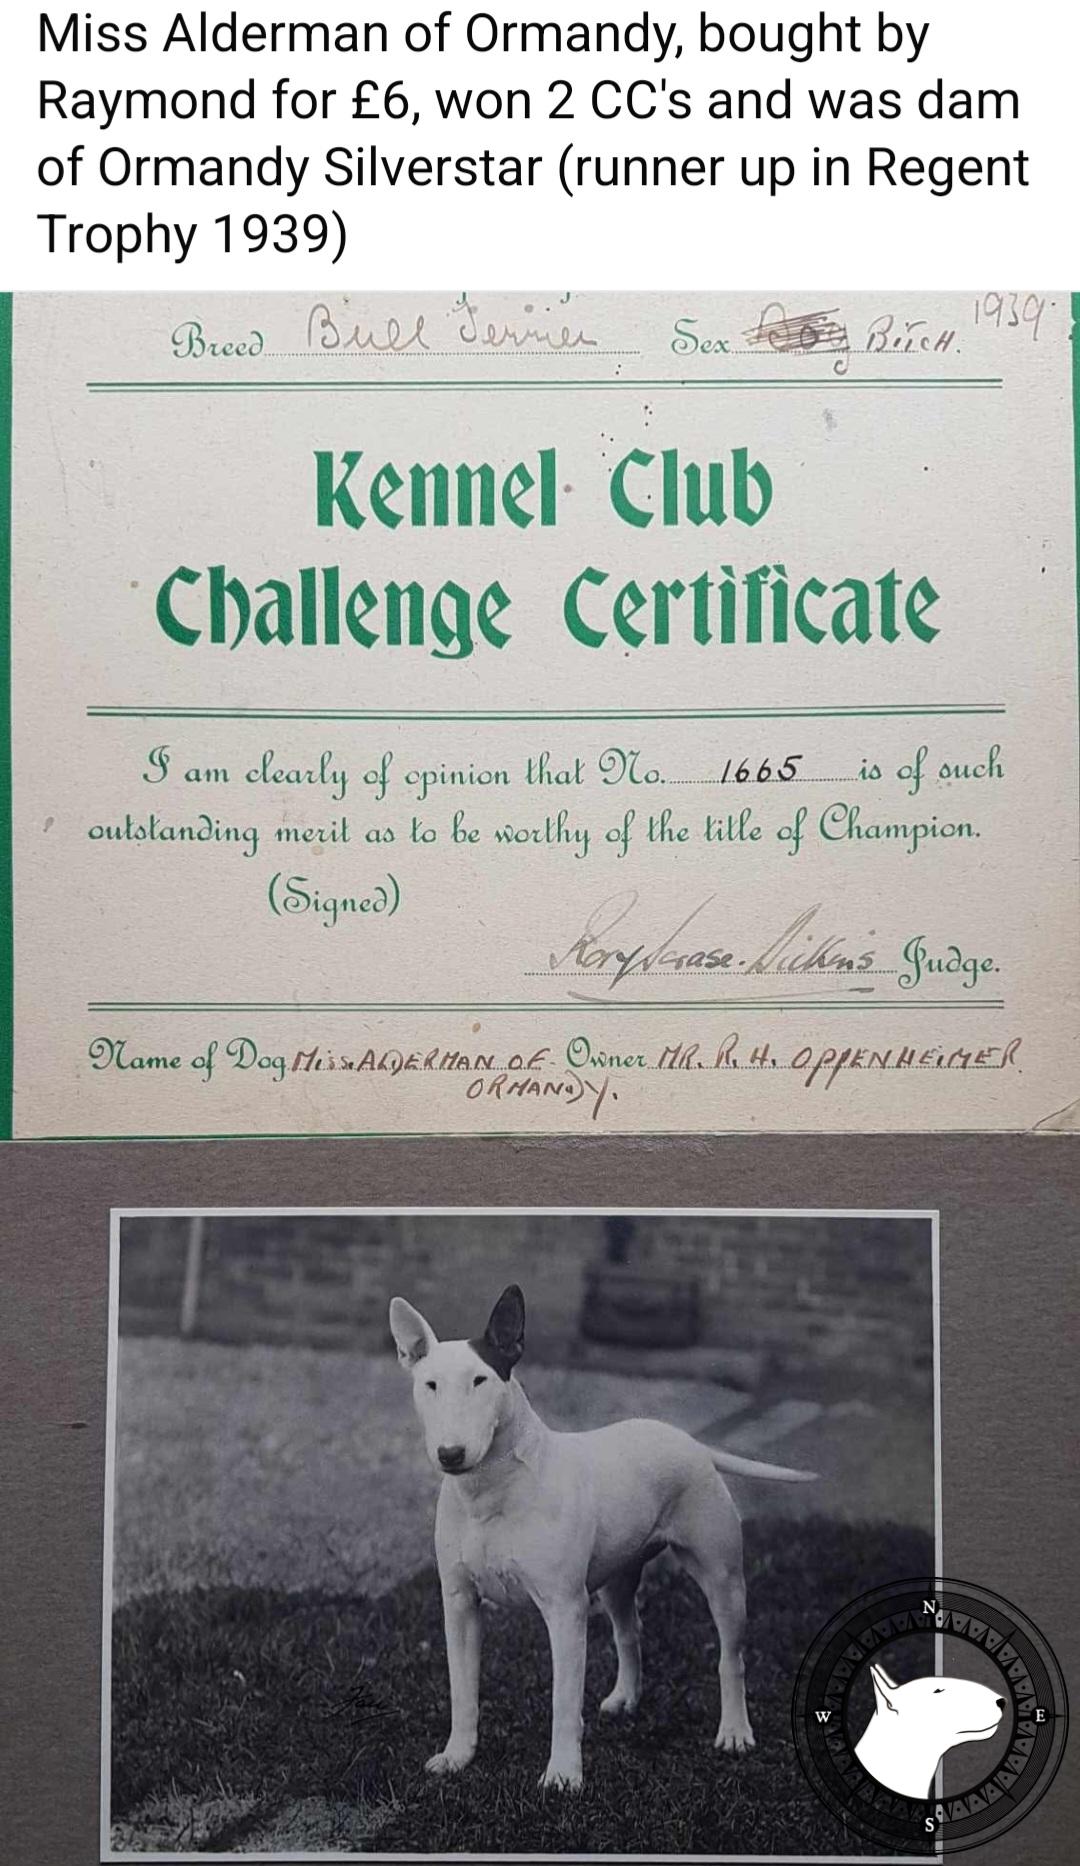 Miss Alderman of Ormandy, bought by
Raymond for £6, won 2 CC's and was dam
of Ormandy Silverstar (runner up in Regent
Trophy 1939)
1939.
Breed Bull Terrier Sex Dog Bitch.
Kennel Club
Challenge Certificate
I am clearly of opinion that No. 1665 is of such
outstanding merit as to be worthy of the title of Champion.
(Signed)
Dickins Judge.
Name of Dog Miss ALDERMAN OF Owner MR. R. H. OPPENHEIMER
ORMANDY.
N
W E
S